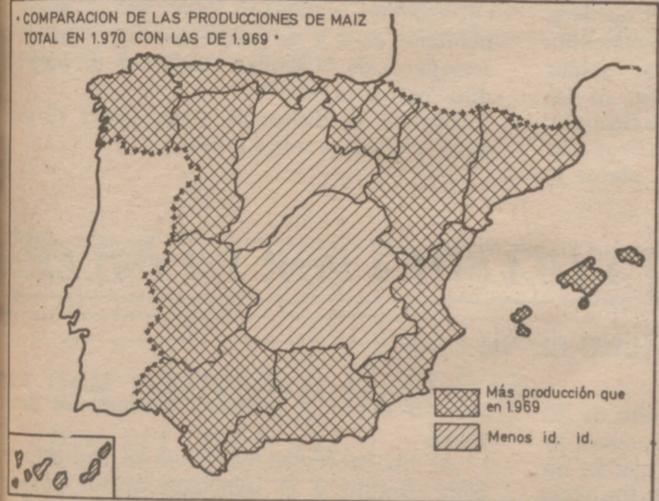 · COMPARACION DE LAS PRODUCCIONES DE MAIZ
TOTAL EN 1.970 CON LAS DE 1.969 ·
Más producción que
en 1.969
Menos id. id.